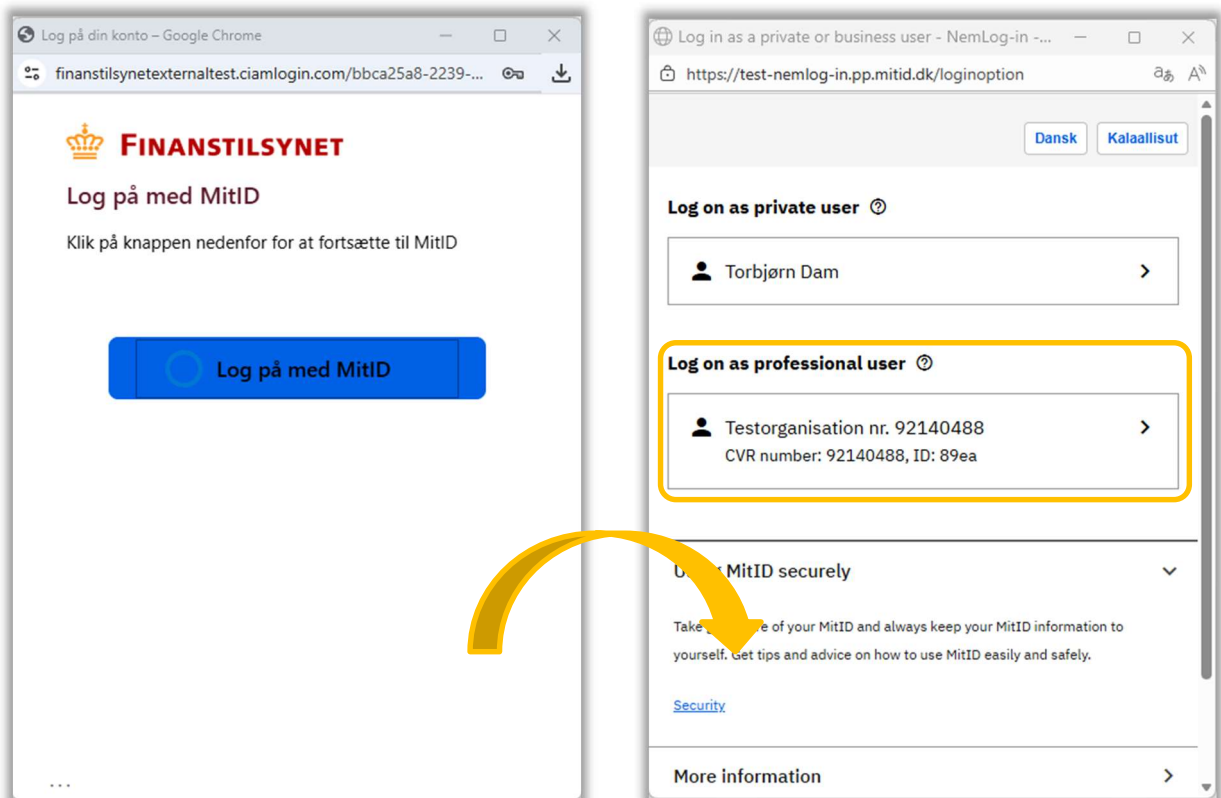 Log på din konto – Google Chrome
finanstilsynetexternaltest.ciamlogin.com/bbca25a8-2239-...
FINANSTILSYNET
Log på med MitID
Klik på knappen nedenfor for at fortsætte til MitID
Log på med MitID
...
Log in as a private or business user - NemLog-in -...
https://test-nemlog-in.pp.mitid.dk/loginoption
Dansk
Kalaallisut
Log on as private user
Torbjørn Dam
Log on as professional user
Testorganisation nr. 92140488
CVR number: 92140488, ID: 89ea
MitID securely
Take of your MitID and always keep your MitID information to
yourself. Get tips and advice on how to use MitID easily and safely.
Security
More information